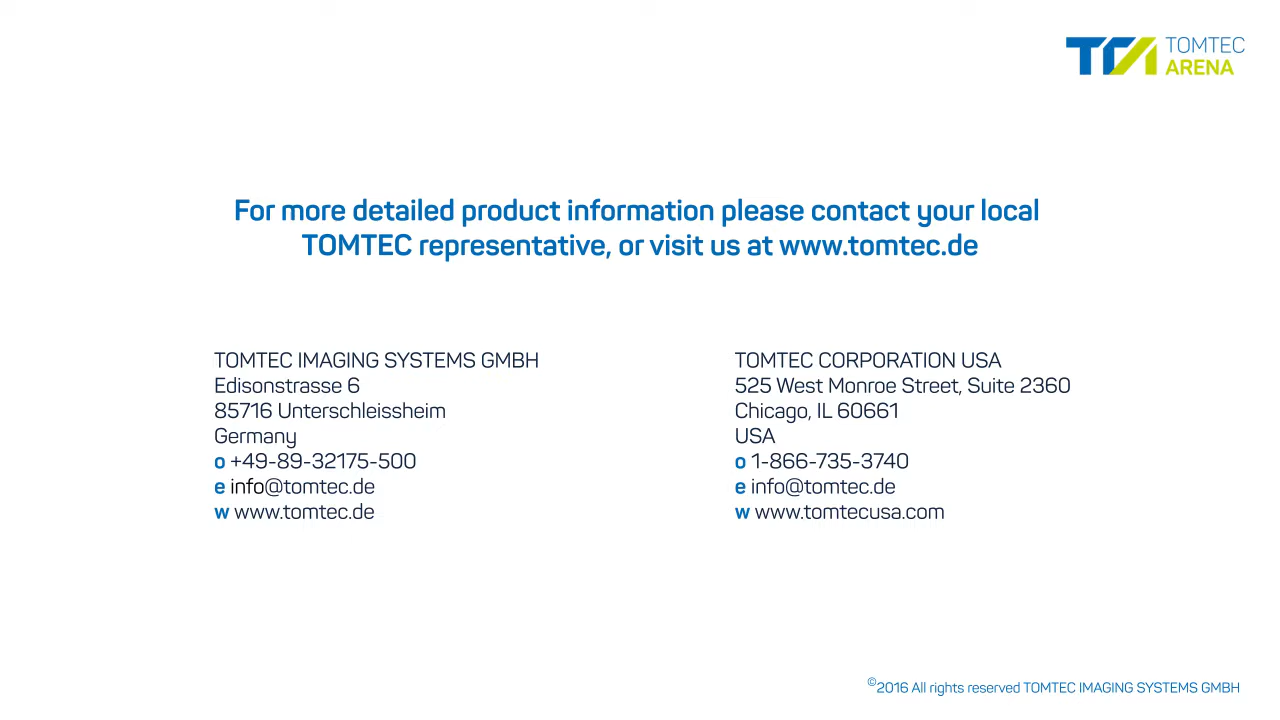 TOMTEC
ARENA
For more detailed product information please contact your local
TOMTEC representative, or visit us at www.tomtec.de
TOMTEC IMAGING SYSTEMS GMBH
Edisonstrasse 6
85716 Unterschleissheim
Germany
o +49-89-32175-500
e info@tomtec.de
w www.tomtec.de
TOMTEC CORPORATION USA
525 West Monroe Street, Suite 2360
Chicago, IL 60661
USA
o 1-866-735-3740
e info@tomtec.de
w www.tomtecusa.com
©2016 All rights reserved TOMTEC IMAGING SYSTEMS GMBH